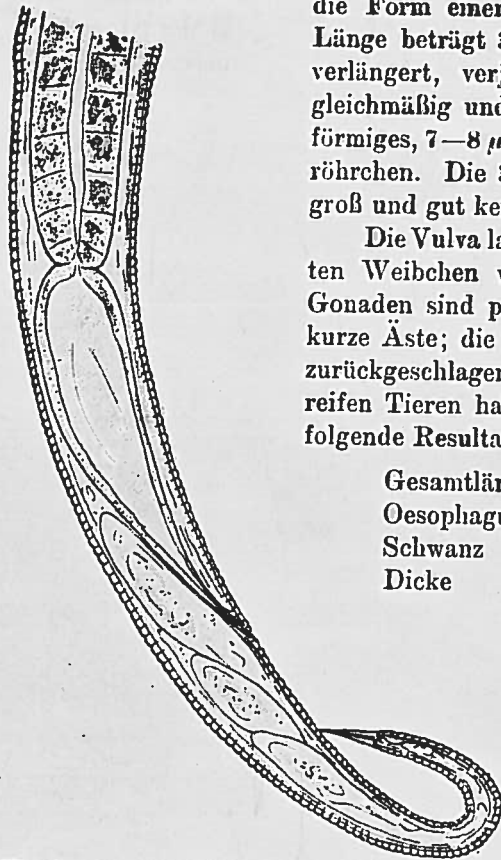 die Form einer
Länge beträgt
verlängert, ver
gleichmäßig und
förmiges, 7—8 µ
röhrchen. Die
groß und gut ke
Die Vulva la
ten Weibchen
Gonaden sind p
kurze Äste; die
zurückgeschlagen
reifen Tieren ha
folgende Resulta
Gesamtlän
Oesophagu
Schwanz
Dicke